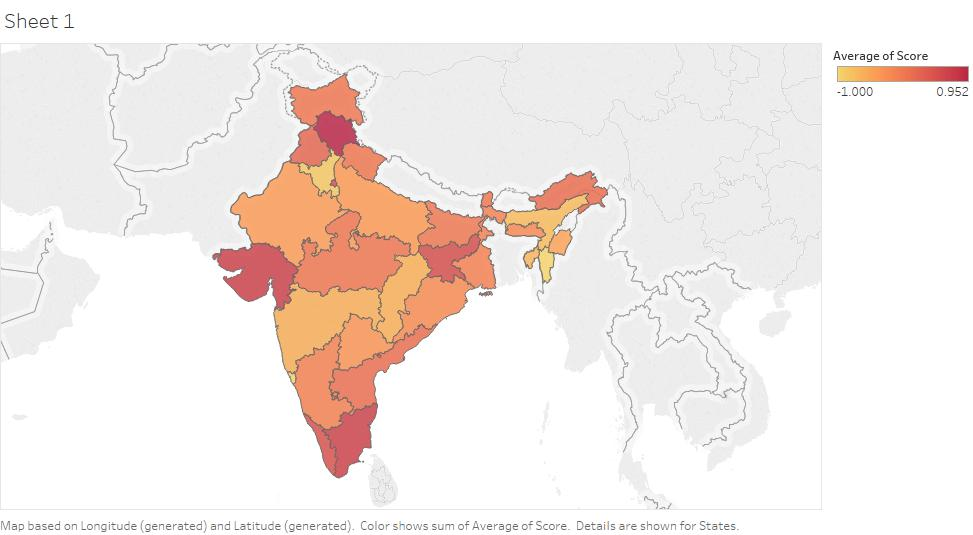 Sheet 1
Average of Score
-1.000 0.952
Map based on Longitude (generated) and Latitude (generated).  Color shows sum of Average of Score.  Details are shown for States.